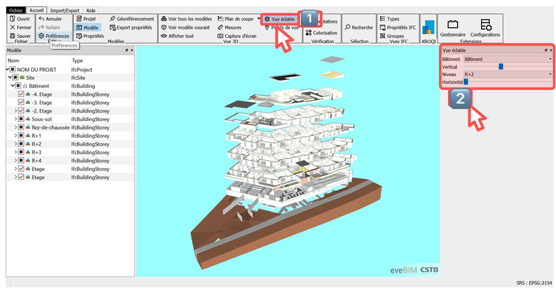 Fichier Accueil Import/Export Aide
Ouvrir Annuler Projet Géoréférencement Voir tous les modèles Plan de coupe Vue éclatée 1 Types
Fermer Refaire Modèle Export propriétés Voir modèle courant Mesures Points de vue Colorisation Sélection Propriétés IFC
Sauver Préférences Propriétés Afficher tout Capture d'écran Groupes KROQI Gestionnaire Configurations
Préférences Modèles Vue 3D Vérification Sélection Vues IFC Extensions
Modèle
Nom Type
NOM DU PROJET IfcProject
Site IfcSite
Bâtiment IfcBuilding
-4. Etage IfcBuildingStorey
-3. Etage IfcBuildingStorey
-2. Etage IfcBuildingStorey
Sous-sol IfcBuildingStorey
Rez-de-chaussée IfcBuildingStorey
R+1 IfcBuildingStorey
R+2 IfcBuildingStorey
R+3 IfcBuildingStorey
R+4 IfcBuildingStorey
Etage IfcBuildingStorey
Etage IfcBuildingStorey
Vue éclatée
Bâtiment Bâtiment
Vertical
Niveau R+2
Horizontal
2
eveBIM CSTB
SRS : EPSG:2154